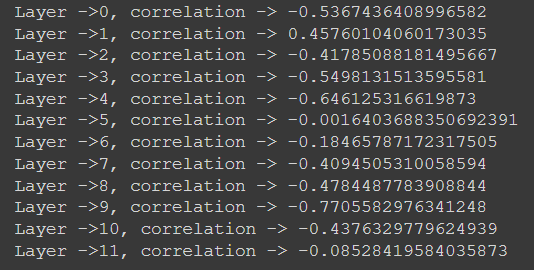 Layer ->0, correlation -> -0.5367436408996582
Layer ->1, correlation -> 0.45760104060173035
Layer ->2, correlation -> -0.41785088181495667
Layer ->3, correlation -> -0.5498131513595581
Layer ->4, correlation -> -0.646125316619873
Layer ->5, correlation -> -0.0016403688350692391
Layer ->6, correlation -> -0.18465787172317505
Layer ->7, correlation -> -0.4094505310058594
Layer ->8, correlation -> -0.4784487783908844
Layer ->9, correlation -> -0.7705582976341248
Layer ->10, correlation -> -0.4376329779624939
Layer ->11, correlation -> -0.08528419584035873